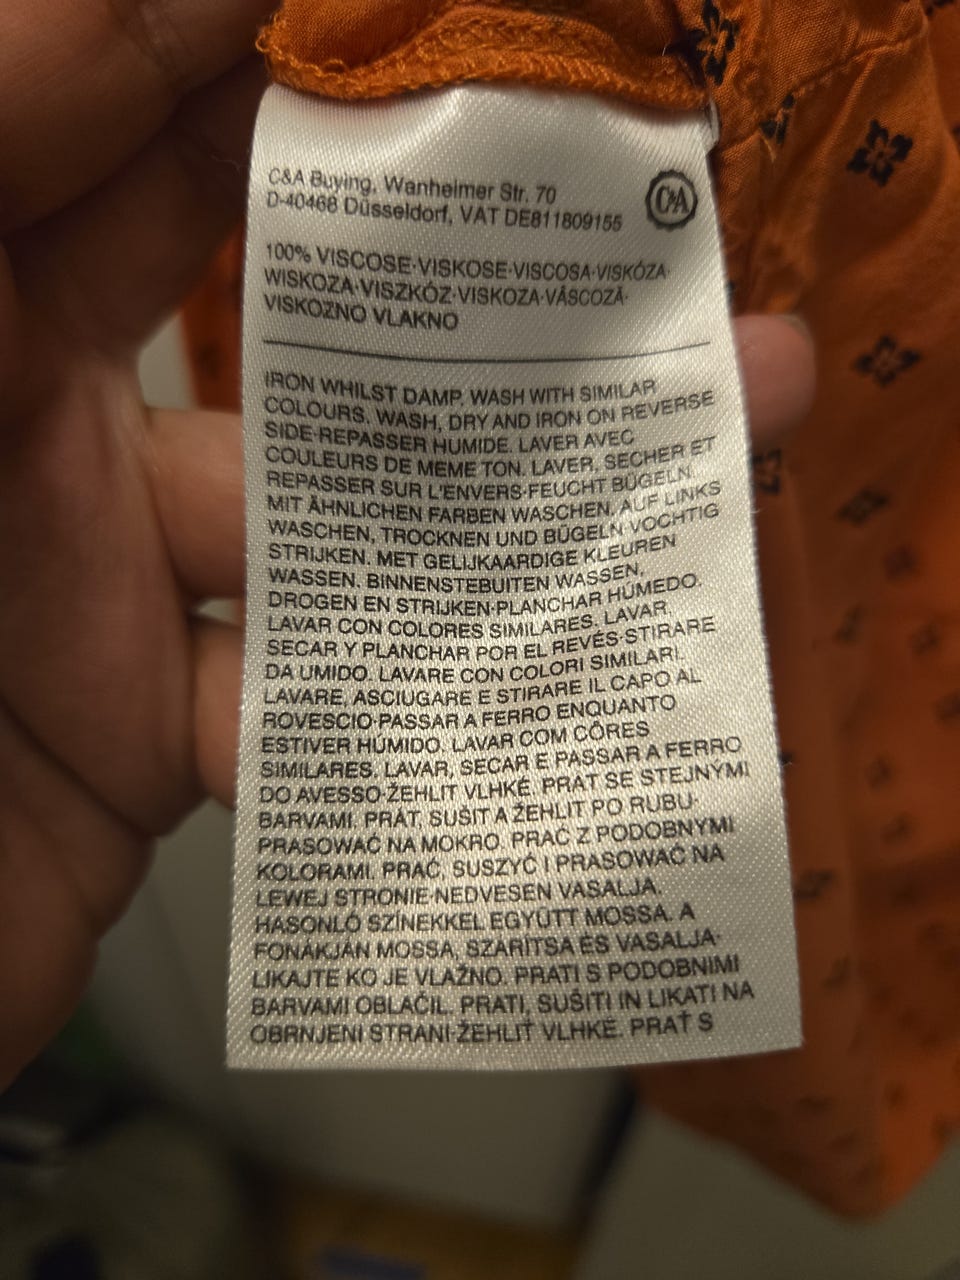 C&A Buying, Wanheimer Str. 70
D-40468 Düsseldorf, VAT DE811809155
C&A
100% VISCOSE·VISKOSE·VISCOSA·VISKÓZA·
WISKOZA·VISZKÓZ·VISKOZA·VÂSCOZĂ·
VISKOZNO VLAKNO
IRON WHILST DAMP. WASH WITH SIMILAR
COLOURS. WASH, DRY AND IRON ON REVERSE
SIDE·REPASSER HUMIDE. LAVER AVEC
COULEURS DE MEME TON. LAVER, SECHER ET
REPASSER SUR L'ENVERS·FEUCHT BÜGELN.
MIT ÄHNLICHEN FARBEN WASCHEN. AUF LINKS
WASCHEN, TROCKNEN UND BÜGELN·VOCHTIG
STRIJKEN. MET GELIJKAARDIGE KLEUREN
WASSEN. BINNENSTEBUITEN WASSEN,
DROGEN EN STRIJKEN·PLANCHAR HÚMEDO.
LAVAR CON COLORES SIMILARES. LAVAR,
SECAR Y PLANCHAR POR EL REVÉS·STIRARE
DA UMIDO. LAVARE CON COLORI SIMILARI.
LAVARE, ASCIUGARE E STIRARE IL CAPO AL
ROVESCIO·PASSAR A FERRO ENQUANTO
ESTIVER HÚMIDO. LAVAR COM CÔRES
SIMILARES. LAVAR, SECAR E PASSAR A FERRO
DO AVESSO·ŽEHLIT VLHKÉ. PRÁT SE STEJNÝMI
BARVAMI. PRÁT, SUŠIT A ŽEHLIT PO RUBU·
PRASOWAĆ NA MOKRO. PRAĆ Z PODOBNYMI
KOLORAMI. PRAĆ, SUSZYĆ I PRASOWAĆ NA
LEWEJ STRONIE·NEDVESEN VASALJA.
HASONLÓ SZÍNEKKEL EGYÜTT MOSSA. A
FONÁKJÁN MOSSA, SZÁRÍTSA ÉS VASALJA·
LIKAJTE KO JE VLAŽNO. PRATI S PODOBNIMI
BARVAMI OBLAČIL. PRATI, SUŠITI IN LIKATI NA
OBRNJENI STRANI·ŽEHLIŤ VLHKÉ. PRAŤ S